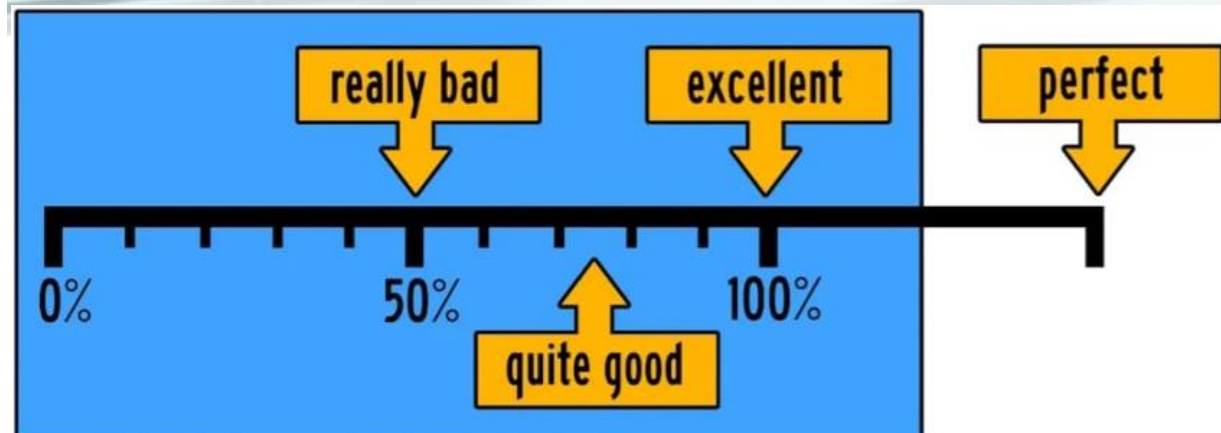 really bad
excellent
perfect
0%
50%
100%
quite good